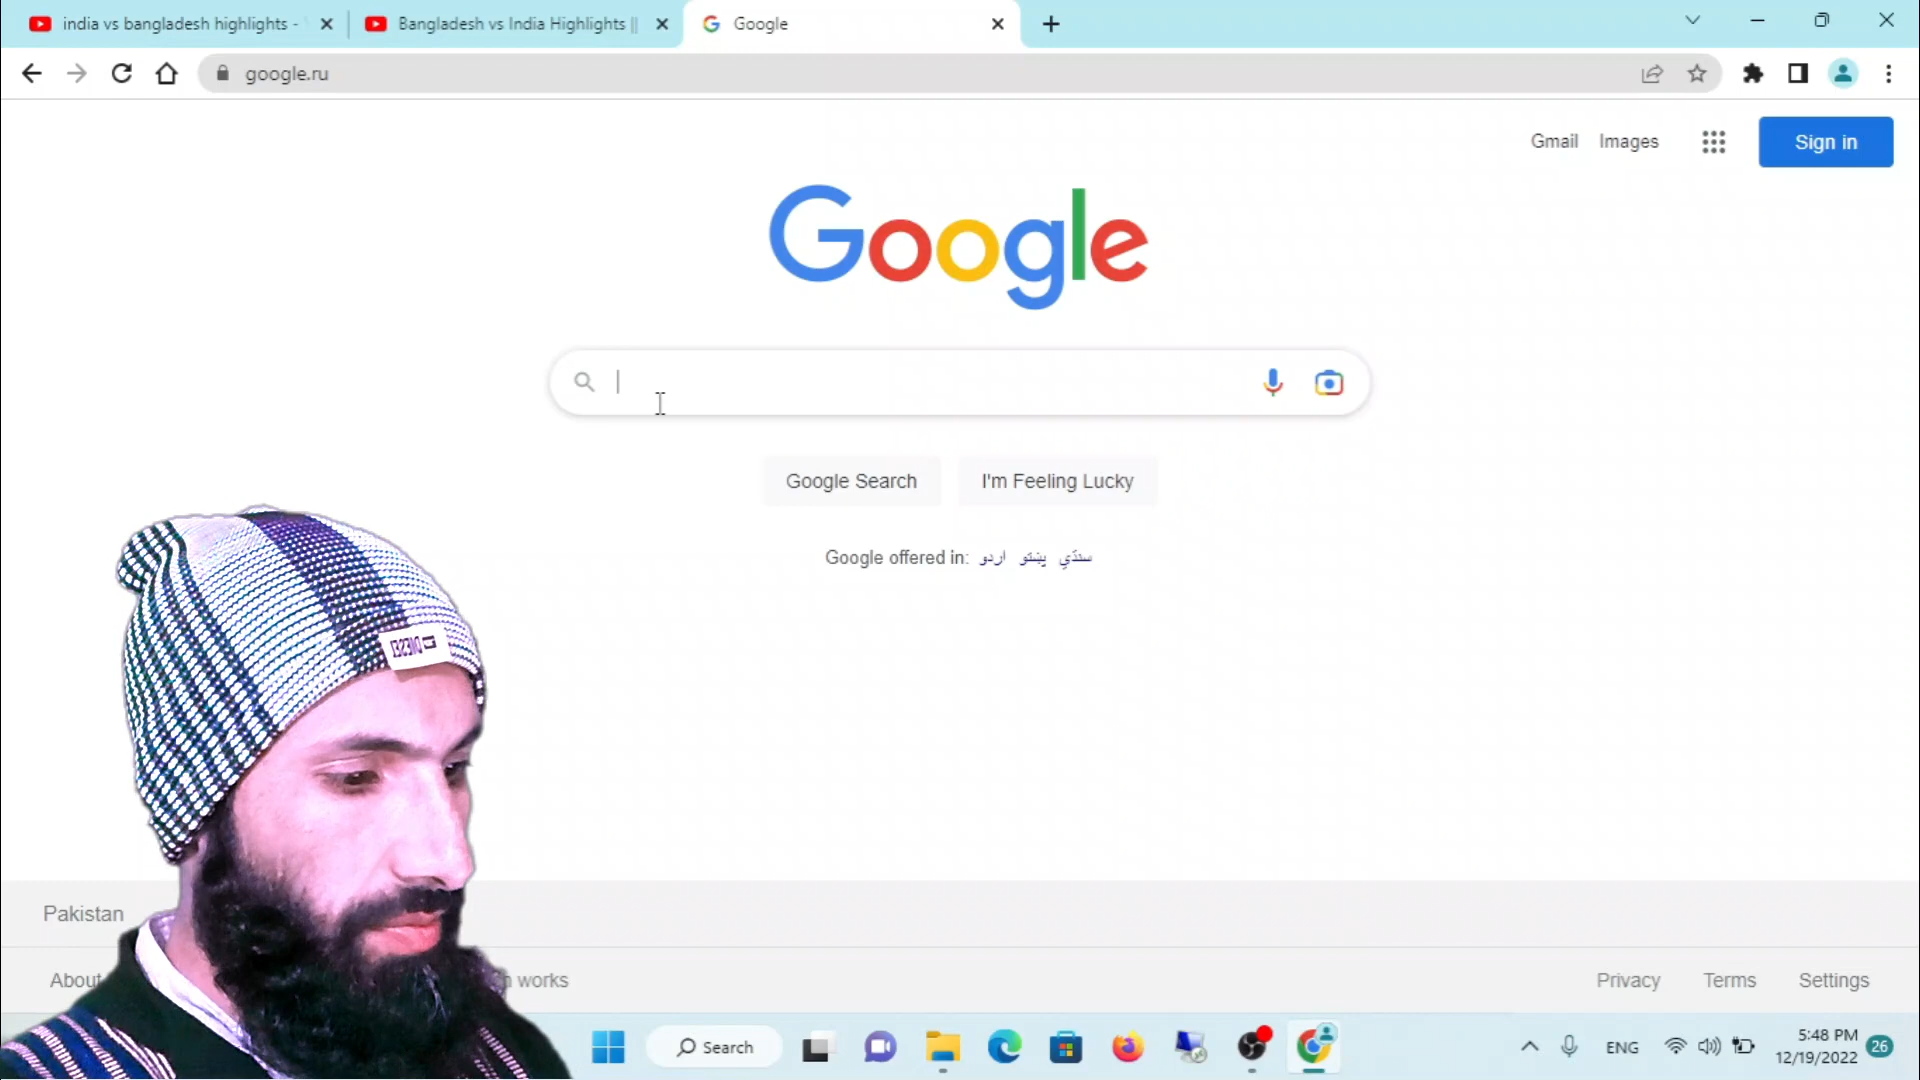 india vs bangladesh highlights -
Bangladesh vs India Highlights ||
Google
google.ru
Gmail Images Sign in
Google
Google Search
I'm Feeling Lucky
Google offered in: اردو پښتو سنڌي
DIESEL
Pakistan
About
works
Privacy Terms Settings
Search
ENG
5:48 PM
12/19/2022
26